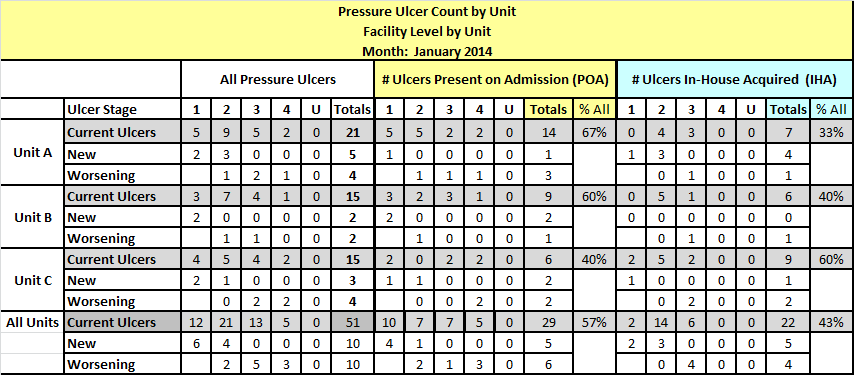 Pressure Ulcer Count by Unit
Facility Level by Unit
Month: January 2014
All Pressure Ulcers # Ulcers Present on Admission (POA) # Ulcers In-House Acquired (IHA)
Ulcer Stage 1 2 3 4 U Totals 1 2 3 4 U Totals % All 1 2 3 4 U Totals % All
Unit A Current Ulcers 5 9 5 2 0 21 5 5 2 2 0 14 67% 0 4 3 0 0 7 33%
New 2 3 0 0 0 5 1 0 0 0 0 1 1 3 0 0 0 4
Worsening 1 2 1 0 4 1 1 1 0 3 0 1 0 0 1
Unit B Current Ulcers 3 7 4 1 0 15 3 2 3 1 0 9 60% 0 5 1 0 0 6 40%
New 2 0 0 0 0 2 2 0 0 0 0 2 0 0 0 0 0 0
Worsening 1 1 0 0 2 1 0 0 0 1 0 1 0 0 1
Unit C Current Ulcers 4 5 4 2 0 15 2 0 2 2 0 6 40% 2 5 2 0 0 9 60%
New 2 1 0 0 0 3 1 1 0 0 0 2 1 0 0 0 0 1
Worsening 0 2 2 0 4 0 0 2 0 2 0 2 0 0 2
All Units Current Ulcers 12 21 13 5 0 51 10 7 7 5 0 29 57% 2 14 6 0 0 22 43%
New 6 4 0 0 0 10 4 1 0 0 0 5 2 3 0 0 0 5
Worsening 2 5 3 0 10 2 1 3 0 6 0 4 0 0 4